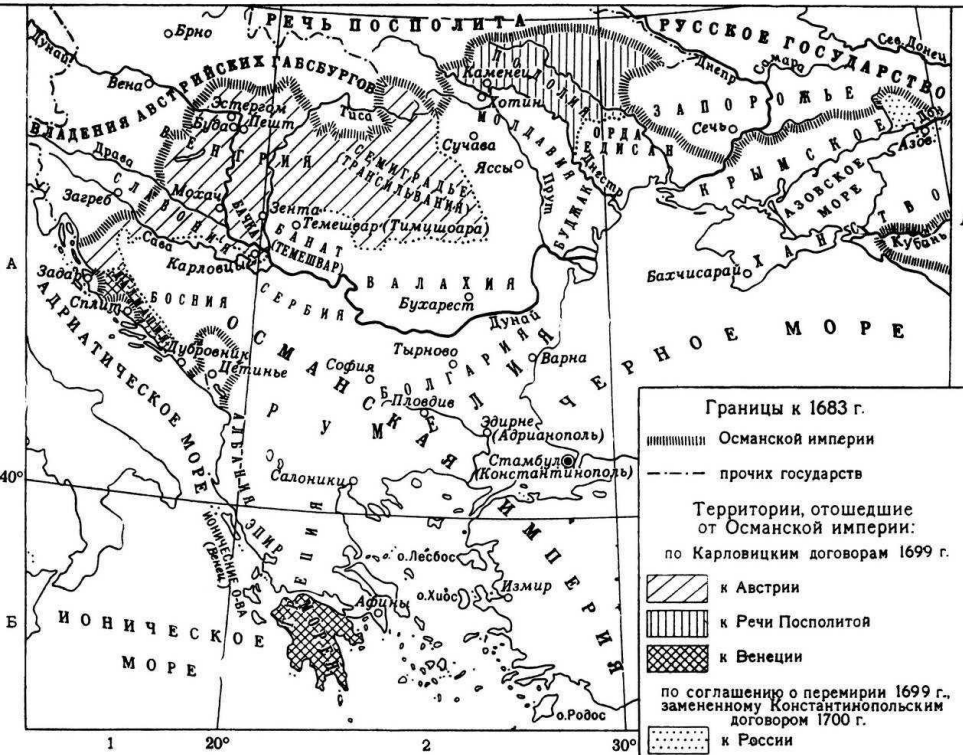 РЕЧЬ ПОСПОЛИТА
РУССКОЕ ГОСУДАРСТВО
Брно
Дунай
Вена
ВЛАДЕНИЯ АВСТРИЙСКИХ ГАБСБУРГОВ
Каменец
ПОДОЛИЯ
Хотин
Днепр
Самара
Сев. Донец
ЗАПОРОЖЬЕ
Сечь
Дон
Азов
Эстергом
Буда
Пешт
Тиса
ВЕНГРИЯ
СЕМИГРАДЬЕ
(ТРАНСИЛЬВАНИЯ)
Сучава
МОЛДАВИЯ
Яссы
ОРДА
ЕДИСАН
Днестр
Прут
БУДЖАК
КРЫМСКОЕ
ХАНСТВО
АЗОВСКОЕ
МОРЕ
Кубань
Бахчисарай
Драва
СЛАВОНИЯ
Загреб
Мохач
БАЧКА
Зента
Темешвар (Тимишоара)
БАНАТ
(ТЕМЕШВАР)
Сава
Карловцы
А
Задар
ДАЛМАЦИЯ
Сплит
БОСНИЯ
СЕРБИЯ
ВАЛАХИЯ
Бухарест
Дунай
АДРИАТИЧЕСКОЕ МОРЕ
Дубровник
Цетинье
ОСМАНСКАЯ ИМПЕРИЯ
София
Тырново
БОЛГАРИЯ
Варна
ЧЕРНОЕ МОРЕ
РУМЕЛИЯ
Пловдив
Эдирне
(Адрианополь)
Стамбул
(Константинополь)
АЛБАНИЯ
40°
Салоники
ЭПИР
ИОНИЧЕСКИЕ О-ВА
(Венец.)
о.Лесбос
о.Хиос
Измир
Афины
МОРЕЯ
Б
ИОНИЧЕСКОЕ
МОРЕ
о.Родос
1
20°
2
30°
Границы к 1683 г.
Османской империи
прочих государств
Территории, отошедшие
от Османской империи:
по Карловицким договорам 1699 г.
к Австрии
к Речи Посполитой
к Венеции
по соглашению о перемирии 1699 г.,
замененному Константинопольским
договором 1700 г.
к России